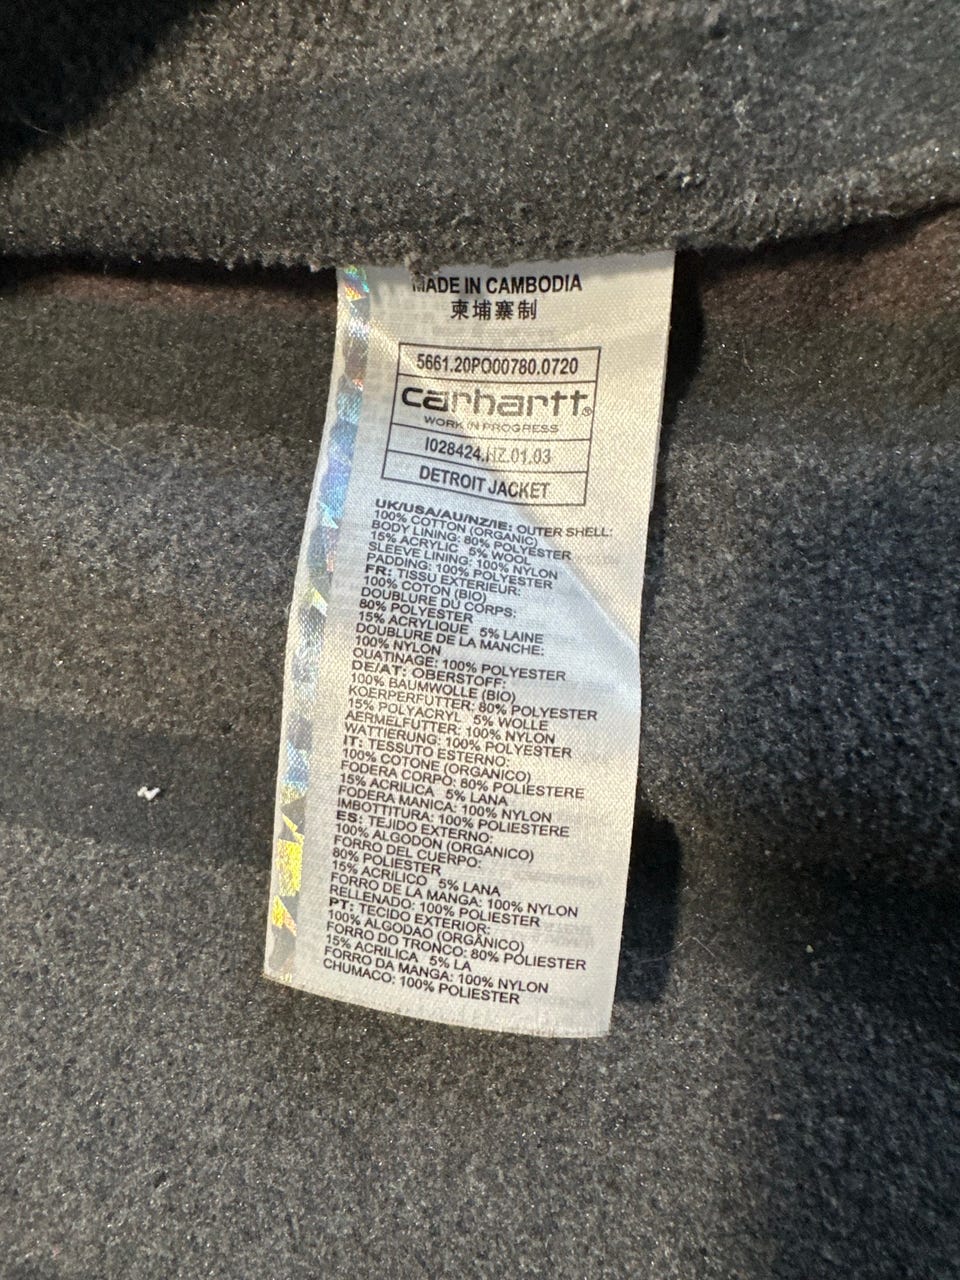 MADE IN CAMBODIA
柬埔寨制
5661.20PO00780.0720
carhartt®
WORK IN PROGRESS
I028424.HZ.01.03
DETROIT JACKET
UK/USA/AU/NZ/IE: OUTER SHELL:
100% COTTON (ORGANIC)
BODY LINING: 80% POLYESTER
15% ACRYLIC 5% WOOL
SLEEVE LINING: 100% NYLON
PADDING: 100% POLYESTER
FR: TISSU EXTERIEUR:
100% COTON (BIO)
DOUBLURE DU CORPS:
80% POLYESTER
15% ACRYLIQUE 5% LAINE
DOUBLURE DE LA MANCHE:
100% NYLON
OUATINAGE: 100% POLYESTER
DE/AT: OBERSTOFF:
100% BAUMWOLLE (BIO)
KOERPERFUTTER: 80% POLYESTER
15% POLYACRYL 5% WOLLE
AERMELFUTTER: 100% NYLON
WATTIERUNG: 100% POLYESTER
IT: TESSUTO ESTERNO:
100% COTONE (ORGANICO)
FODERA CORPO: 80% POLIESTERE
15% ACRILICA 5% LANA
FODERA MANICA: 100% NYLON
IMBOTTITURA: 100% POLIESTERE
ES: TEJIDO EXTERNO:
100% ALGODON (ORGANICO)
FORRO DEL CUERPO:
80% POLIESTER
15% ACRILICO 5% LANA
FORRO DE LA MANGA: 100% NYLON
RELLENADO: 100% POLIESTER
PT: TECIDO EXTERIOR:
100% ALGODAO (ORGÂNICO)
FORRO DO TRONCO: 80% POLIESTER
15% ACRILICA 5% LA
FORRO DA MANGA: 100% NYLON
CHUMACO: 100% POLIESTER